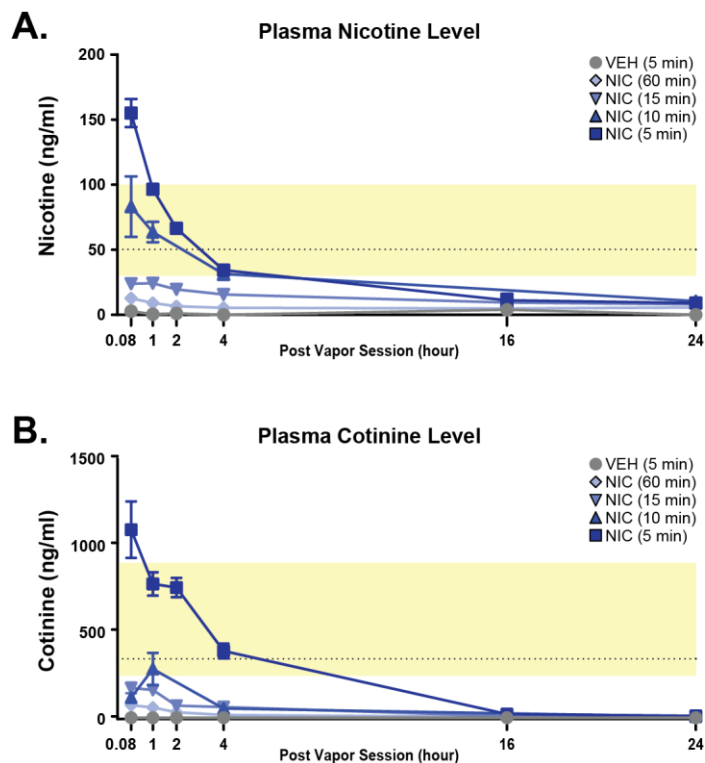 A.
Plasma Nicotine Level
200
150
100
50
0
Nicotine (ng/ml)
VEH (5 min)
NIC (60 min)
NIC (15 min)
NIC (10 min)
NIC (5 min)
0.08 1 2 4 16 24
Post Vapor Session (hour)
B.
Plasma Cotinine Level
1500
1000
500
0
Cotinine (ng/ml)
VEH (5 min)
NIC (60 min)
NIC (15 min)
NIC (10 min)
NIC (5 min)
0.08 1 2 4 16 24
Post Vapor Session (hour)